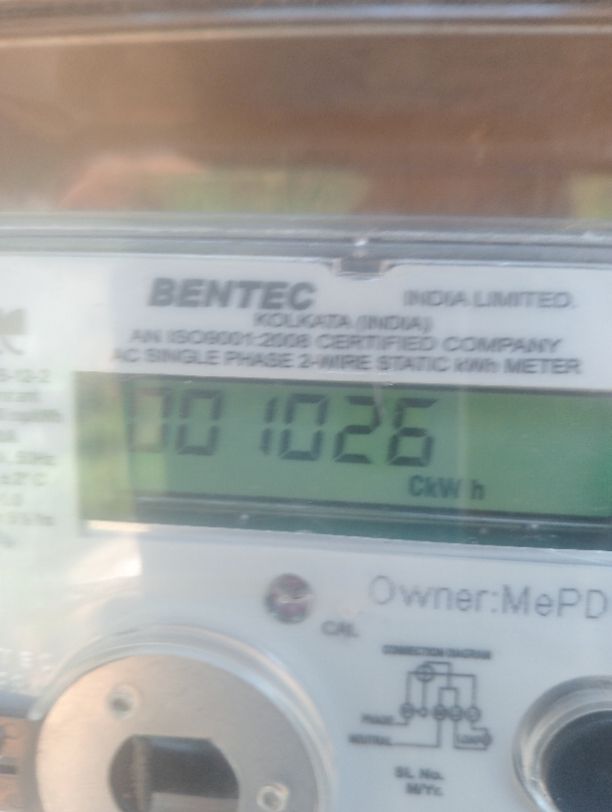 BENTEC INDIA LIMITED.
KOLKATA (INDIA)
AN ISO9001:2008 CERTIFIED COMPANY
AC SINGLE PHASE 2-WIRE STATIC kWh METER
001026
CkWh
Owner:MePD
CAL
CONNECTION DIAGRAM
PHASE
NEUTRAL
LOAD
SL. No.
M/Yr.